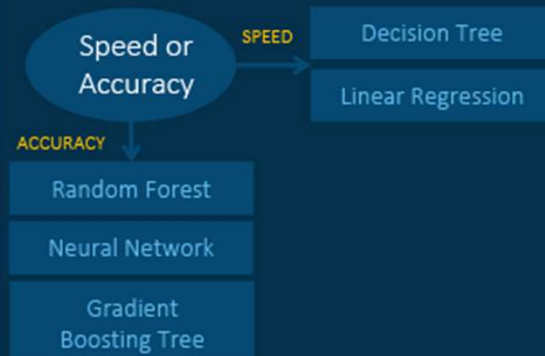 Speed or
Accuracy
SPEED
Decision Tree
Linear Regression
ACCURACY
Random Forest
Neural Network
Gradient
Boosting Tree